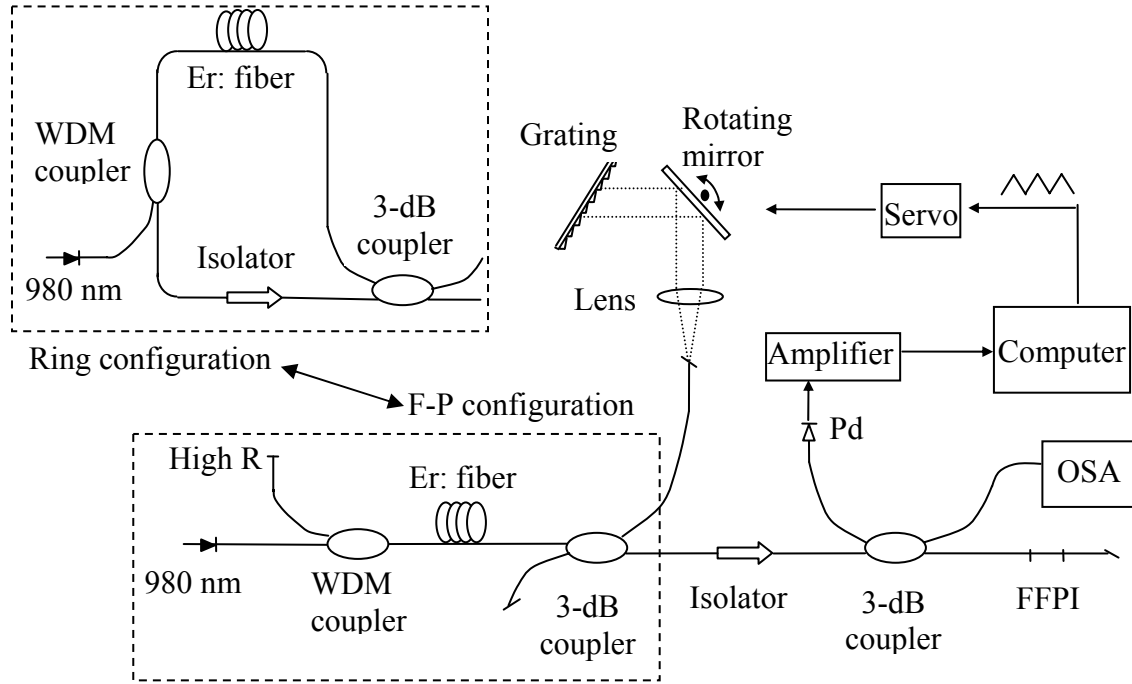 Er: fiber
WDM
coupler
3-dB
coupler
Isolator
980 nm
Ring configuration
F-P configuration
Grating
Rotating
mirror
Servo
Lens
Amplifier
Computer
Pd
OSA
High R
Er: fiber
980 nm
WDM
coupler
3-dB
coupler
Isolator
3-dB
coupler
FFPI